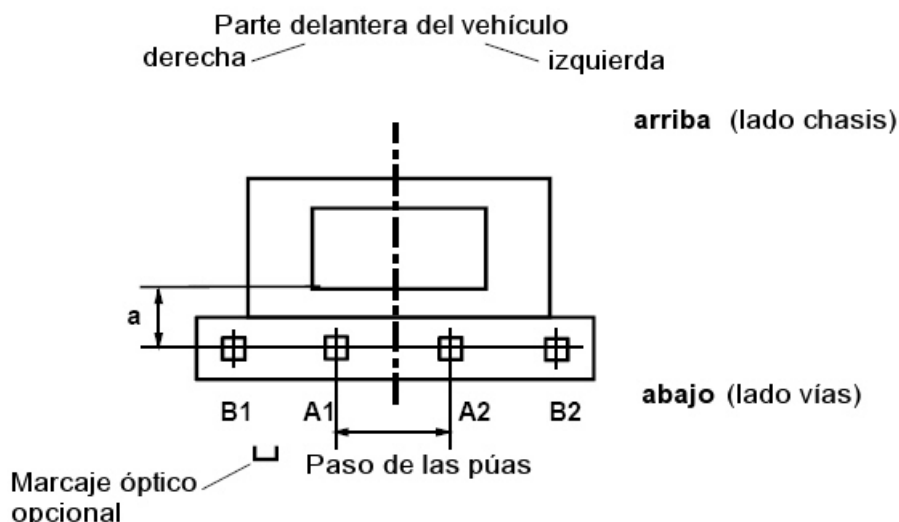 Parte delantera del vehículo
derecha
izquierda
arriba (lado chasis)
a
abajo (lado vías)
B1 A1 A2 B2
Paso de las púas
Marcaje óptico
opcional